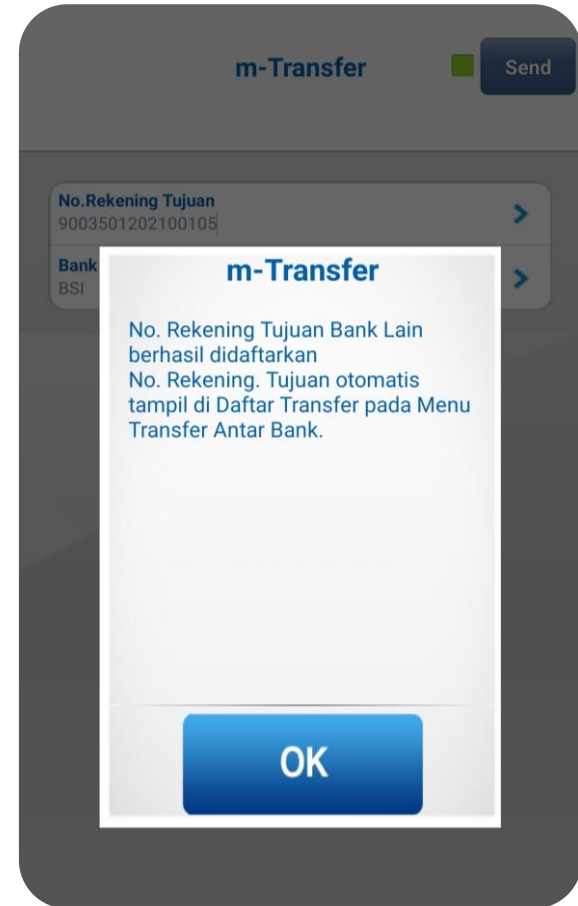 m-Transfer
Send
No.Rekening Tujuan
9003501202100105
Bank
BSI
m-Transfer
No. Rekening Tujuan Bank Lain
berhasil didaftarkan
No. Rekening. Tujuan otomatis
tampil di Daftar Transfer pada Menu
Transfer Antar Bank.
OK